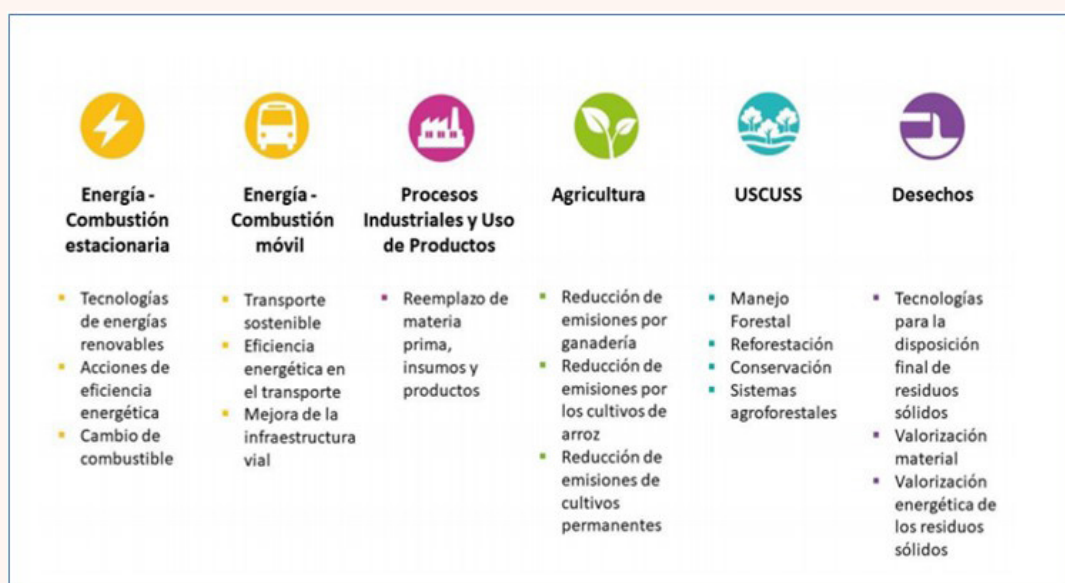 Energía -
Combustión
estacionaria
Tecnologías
de energías
renovables
Acciones de
eficiencia
energética
Cambio de
combustible
Energía -
Combustión
móvil
Transporte
sostenible
Eficiencia
energética en
el transporte
Mejora de la
infraestructura
vial
Procesos
Industriales y Uso
de Productos
Reemplazo de
materia
prima,
insumos y
productos
Agricultura
Reducción de
emisiones por
ganadería
Reducción de
emisiones por
los cultivos de
arroz
Reducción de
emisiones de
cultivos
permanentes
USCUSS
Manejo
Forestal
Reforestación
Conservación
Sistemas
agroforestales
Desechos
Tecnologías
para la
disposición
final de
residuos
sólidos
Valorización
material
Valorización
energética de
los residuos
sólidos